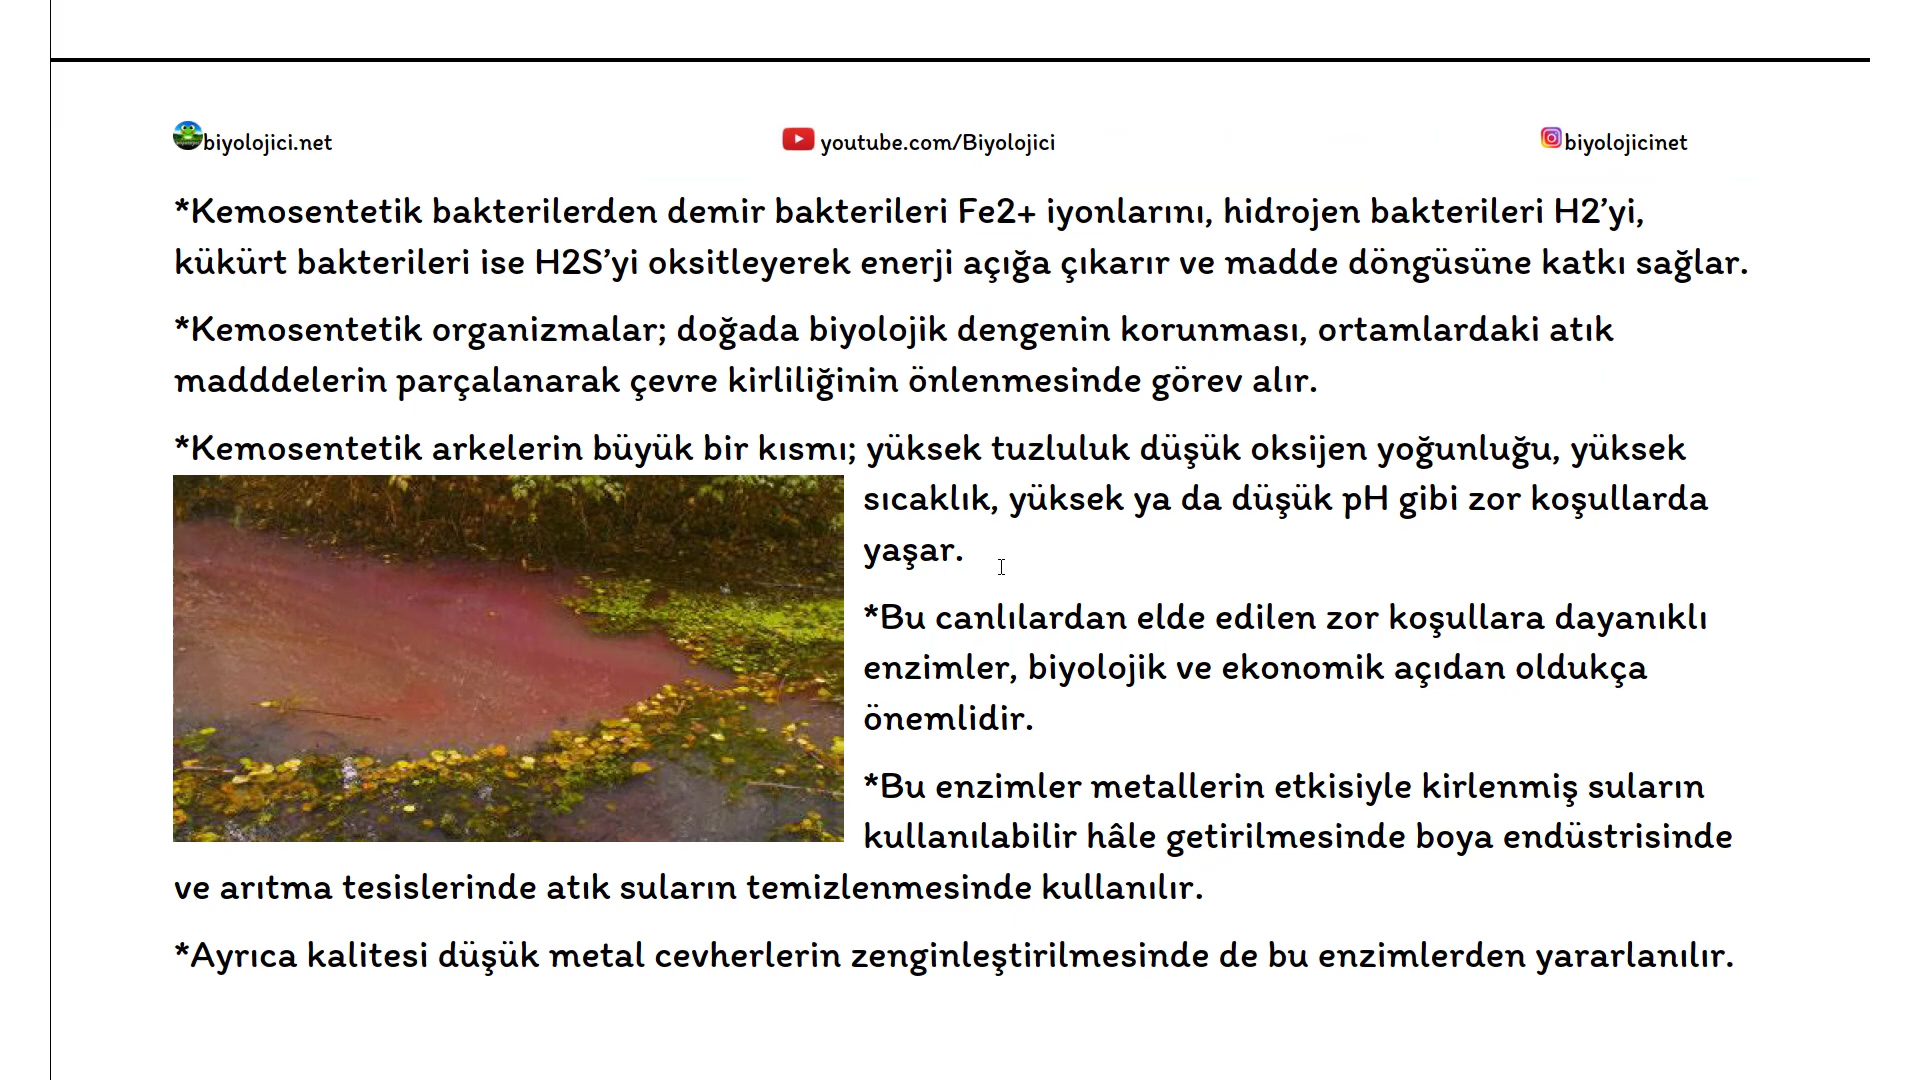 biyolojici.net
youtube.com/Biyolojici
biyolojicinet
*Kemosentetik bakterilerden demir bakterileri Fe2+ iyonlarını, hidrojen bakterileri H2’yi,
kükürt bakterileri ise H2S’yi oksitleyerek enerji açığa çıkarır ve madde döngüsüne katkı sağlar.
*Kemosentetik organizmalar; doğada biyolojik dengenin korunması, ortamlardaki atık
madddelerin parçalanarak çevre kirliliğinin önlenmesinde görev alır.
*Kemosentetik arkelerin büyük bir kısmı; yüksek tuzluluk düşük oksijen yoğunluğu, yüksek
sıcaklık, yüksek ya da düşük pH gibi zor koşullarda
yaşar.
*Bu canlılardan elde edilen zor koşullara dayanıklı
enzimler, biyolojik ve ekonomik açıdan oldukça
önemlidir.
*Bu enzimler metallerin etkisiyle kirlenmiş suların
kullanılabilir hâle getirilmesinde boya endüstrisinde
ve arıtma tesislerinde atık suların temizlenmesinde kullanılır.
*Ayrıca kalitesi düşük metal cevherlerin zenginleştirilmesinde de bu enzimlerden yararlanılır.